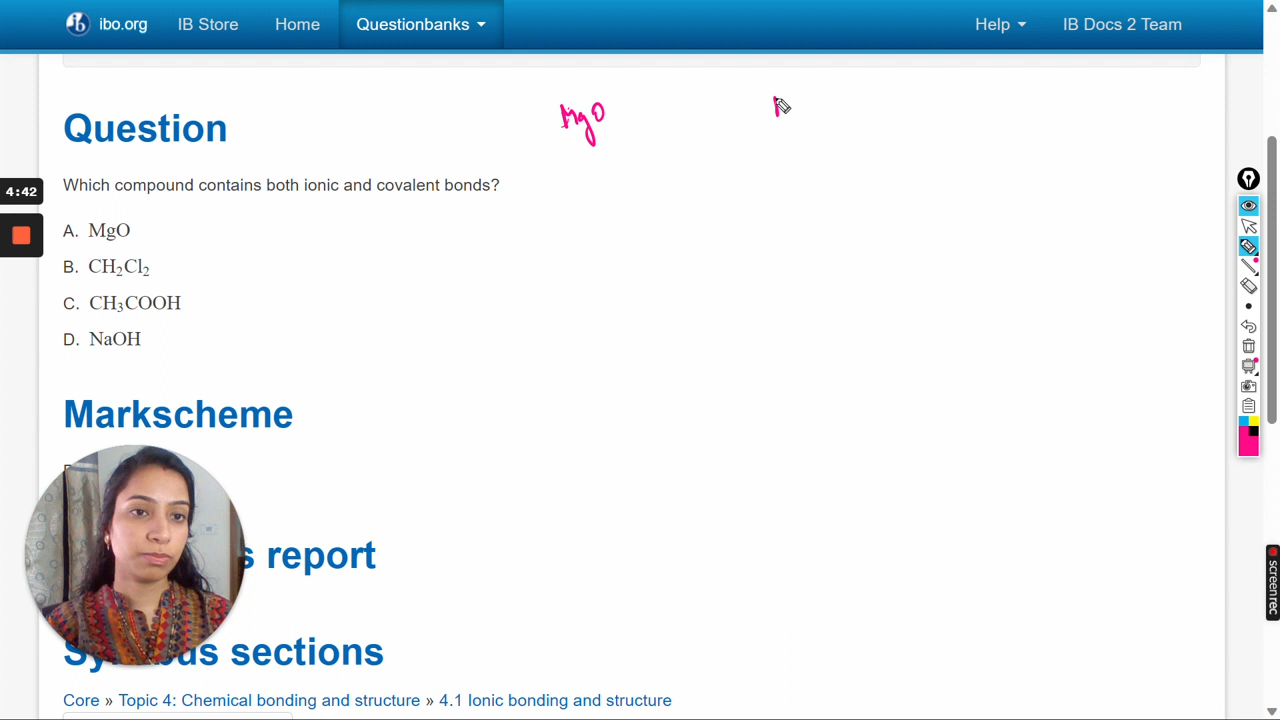 ibo.org IB Store Home Questionbanks Help IB Docs 2 Team
Question
MgO
Which compound contains both ionic and covalent bonds?
4:42
A. MgO
B. CH₂Cl₂
C. CH₃COOH
D. NaOH
Markscheme
s report
sections
Core » Topic 4: Chemical bonding and structure » 4.1 Ionic bonding and structure
screenrec